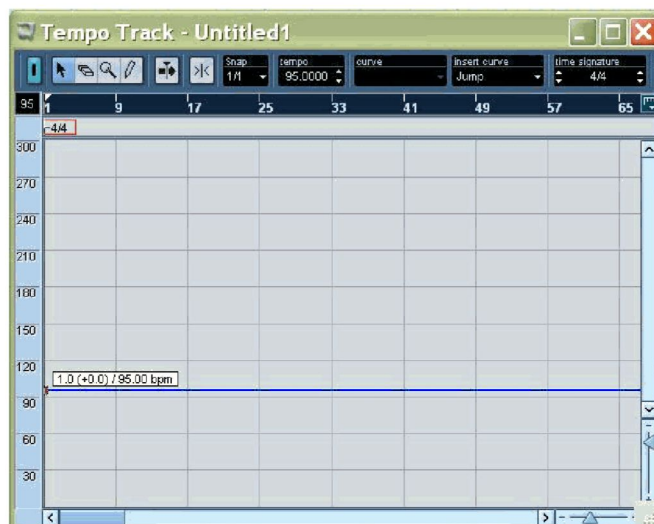 Tempo Track - Untitled1
Snap tempo curve insert curve time signature
1/1 95.0000 Jump 4/4
95 1 9 17 25 33 41 49 57 65
4/4
300
270
240
210
180
150
120
1.0 (+0.0) / 95.00 bpm
90
60
30